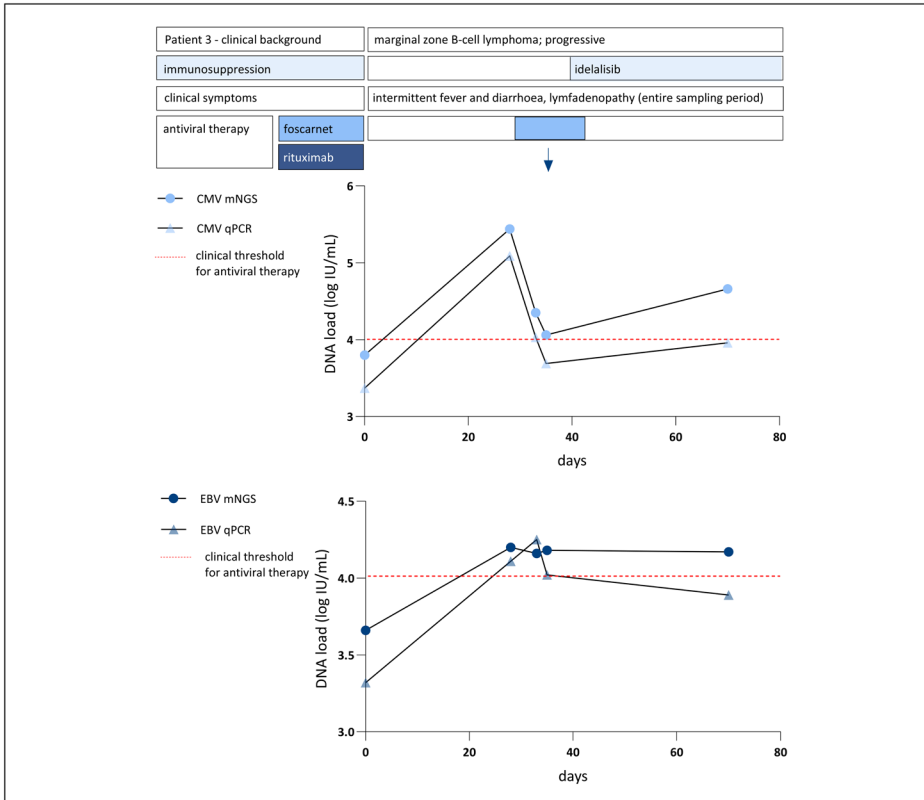 Patient 3 - clinical background
marginal zone B-cell lymphoma; progressive
immunosuppression
idelalisib
clinical symptoms
intermittent fever and diarrhoea, lymfadenopathy (entire sampling period)
antiviral therapy
foscarnet
rituximab
CMV mNGS
CMV qPCR
clinical threshold
for antiviral therapy
DNA load (log IU/mL)
6
5
4
3
0
20
40
60
80
days
EBV mNGS
EBV qPCR
clinical threshold
for antiviral therapy
DNA load (log IU/mL)
4.5
4.0
3.5
3.0
0
20
40
60
80
days